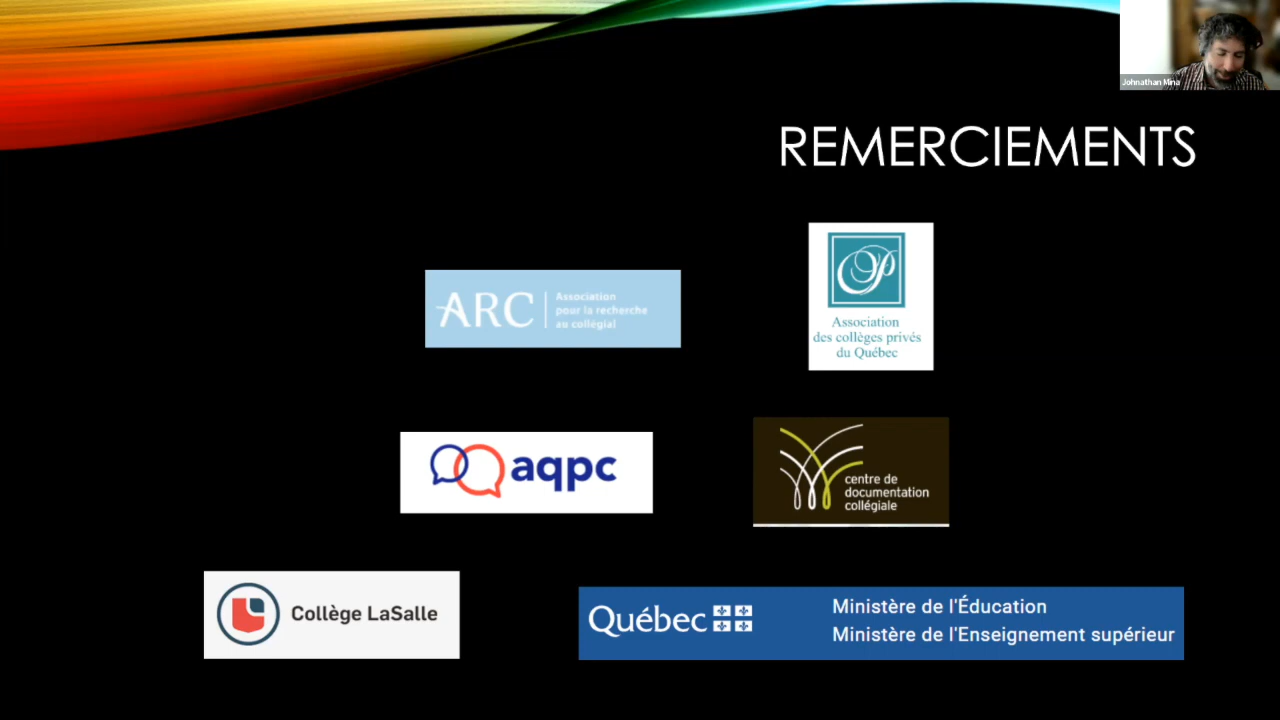 Johnathan Mina
REMERCIEMENTS
ARC
Association
pour la recherche
au collégial
Association
des collèges privés
du Québec
aqpc
centre de
documentation
collégiale
Collège LaSalle
Québec
Ministère de l'Éducation
Ministère de l'Enseignement supérieur